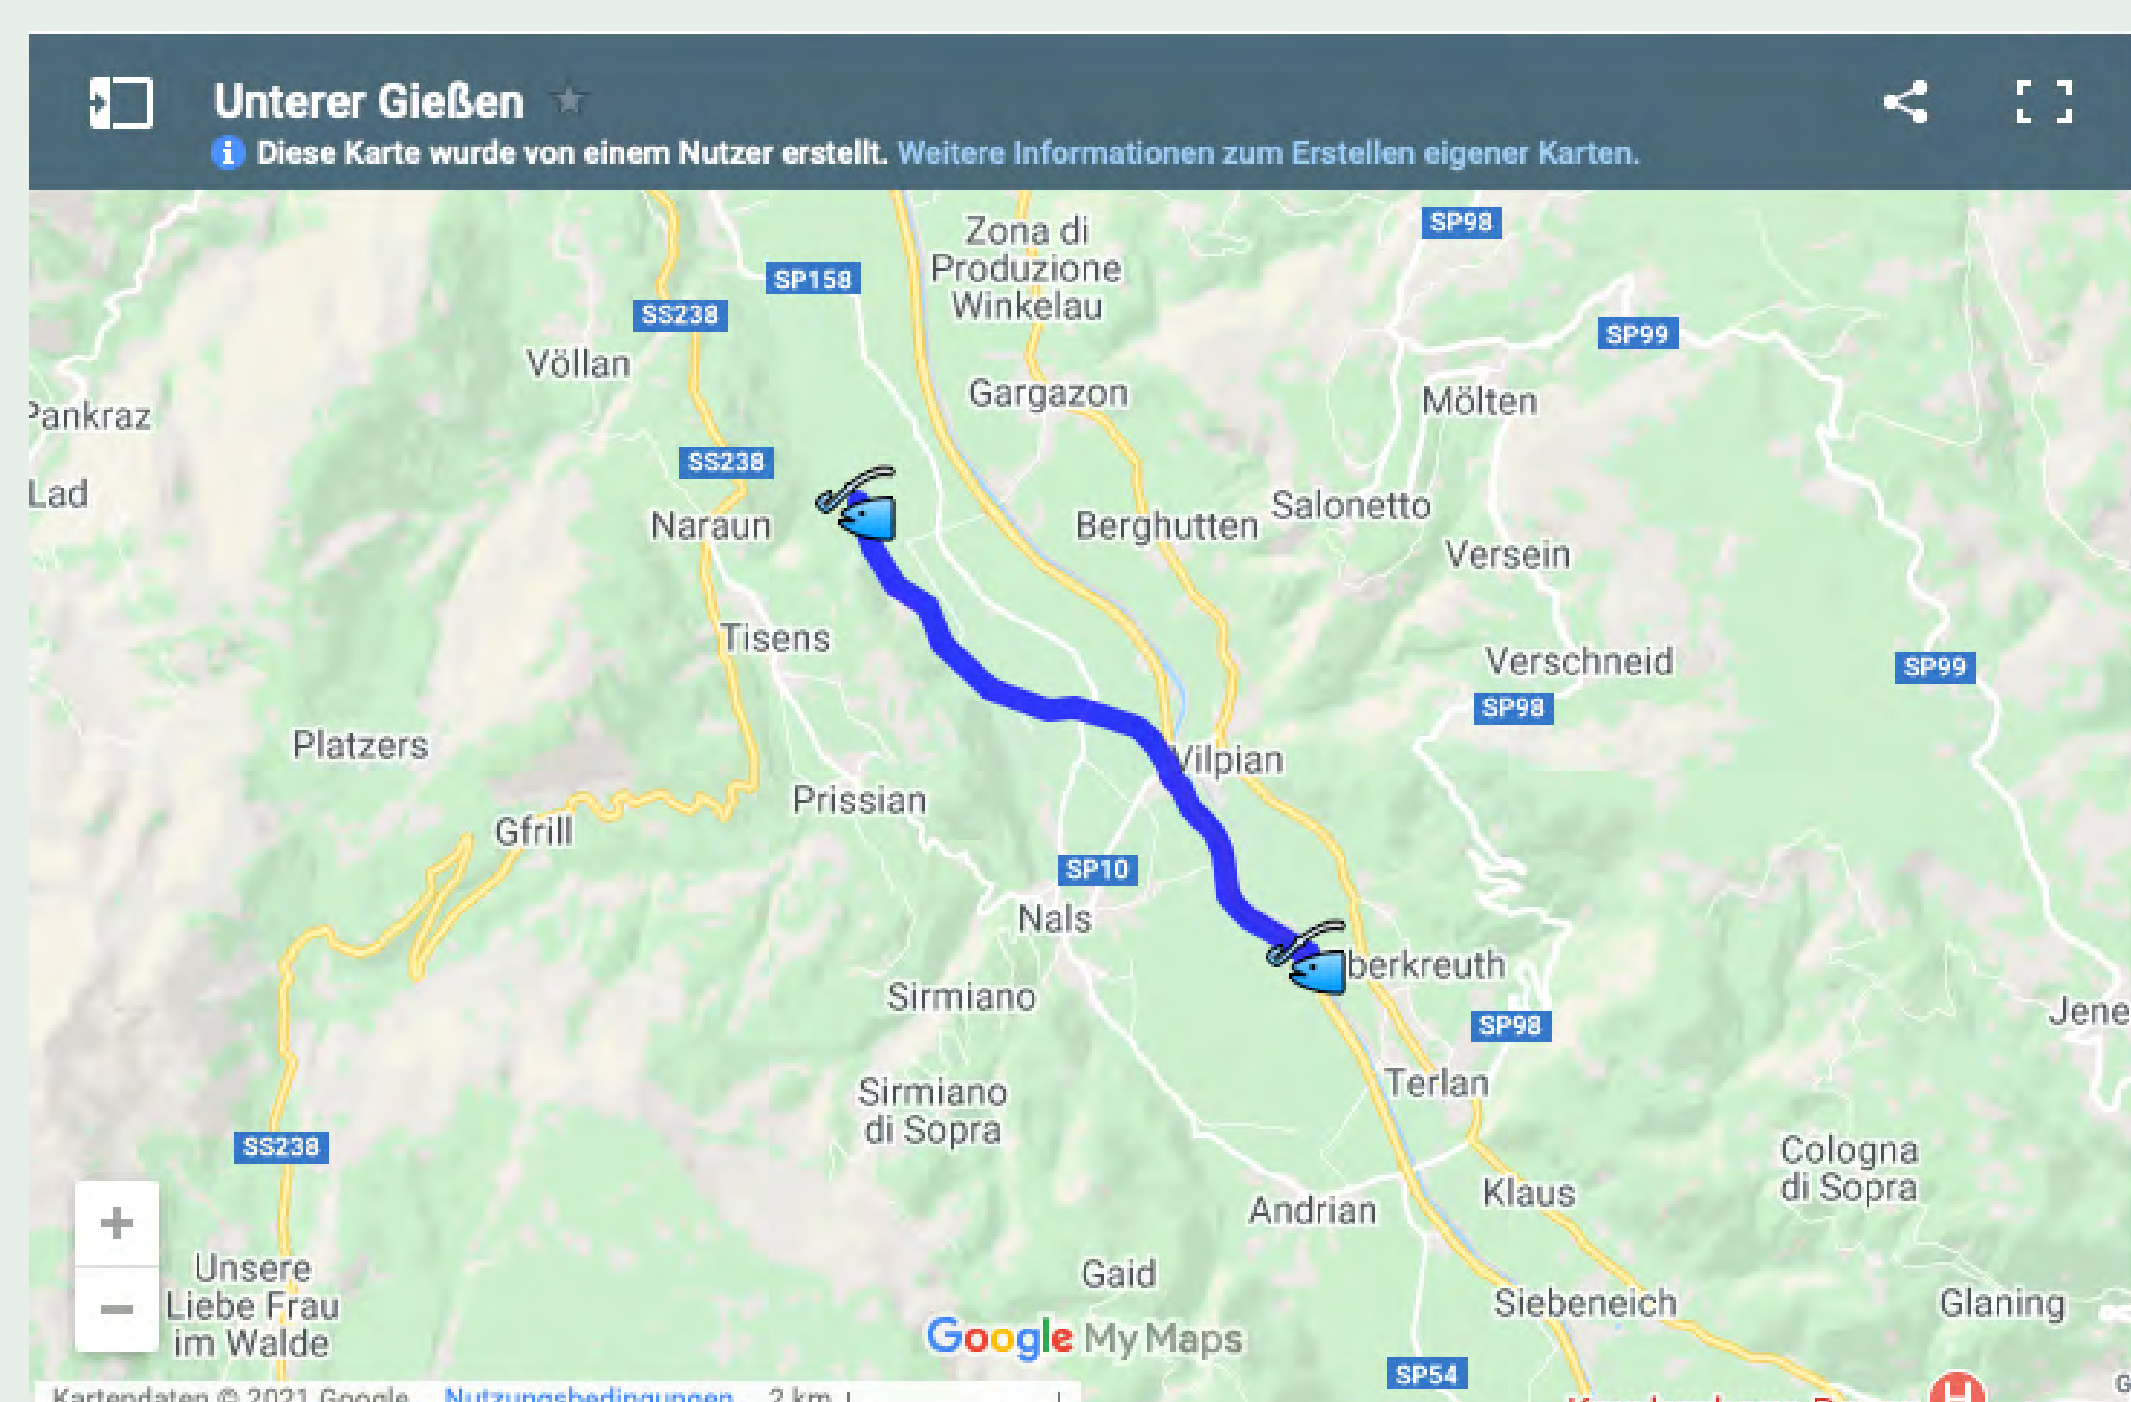 Unterer Gießen
Diese Karte wurde von einem Nutzer erstellt. Weitere Informationen zum Erstellen eigener Karten.
Zona di
Produzione
Winkelau
SP98
SP158
SS238
SP99
Völlan
Gargazon
Mölten
Pankraz
SS238
Lad
Naraun
Berghutten
Salonetto
Versein
Tisens
Verschneid
SP99
SP98
Platzers
Vilpian
Prissian
Gfrill
SP10
Nals
berkreuth
Sirmiano
SP98
Jene
Terlan
Sirmiano
di Sopra
SS238
Cologna
di Sopra
Klaus
Andrian
+
Unsere
Liebe Frau
im Walde
−
Gaid
Siebeneich
Glaning
Google My Maps
SP54
G
H
Kartendaten © 2021 Google Nutzungsbedingungen 2 km